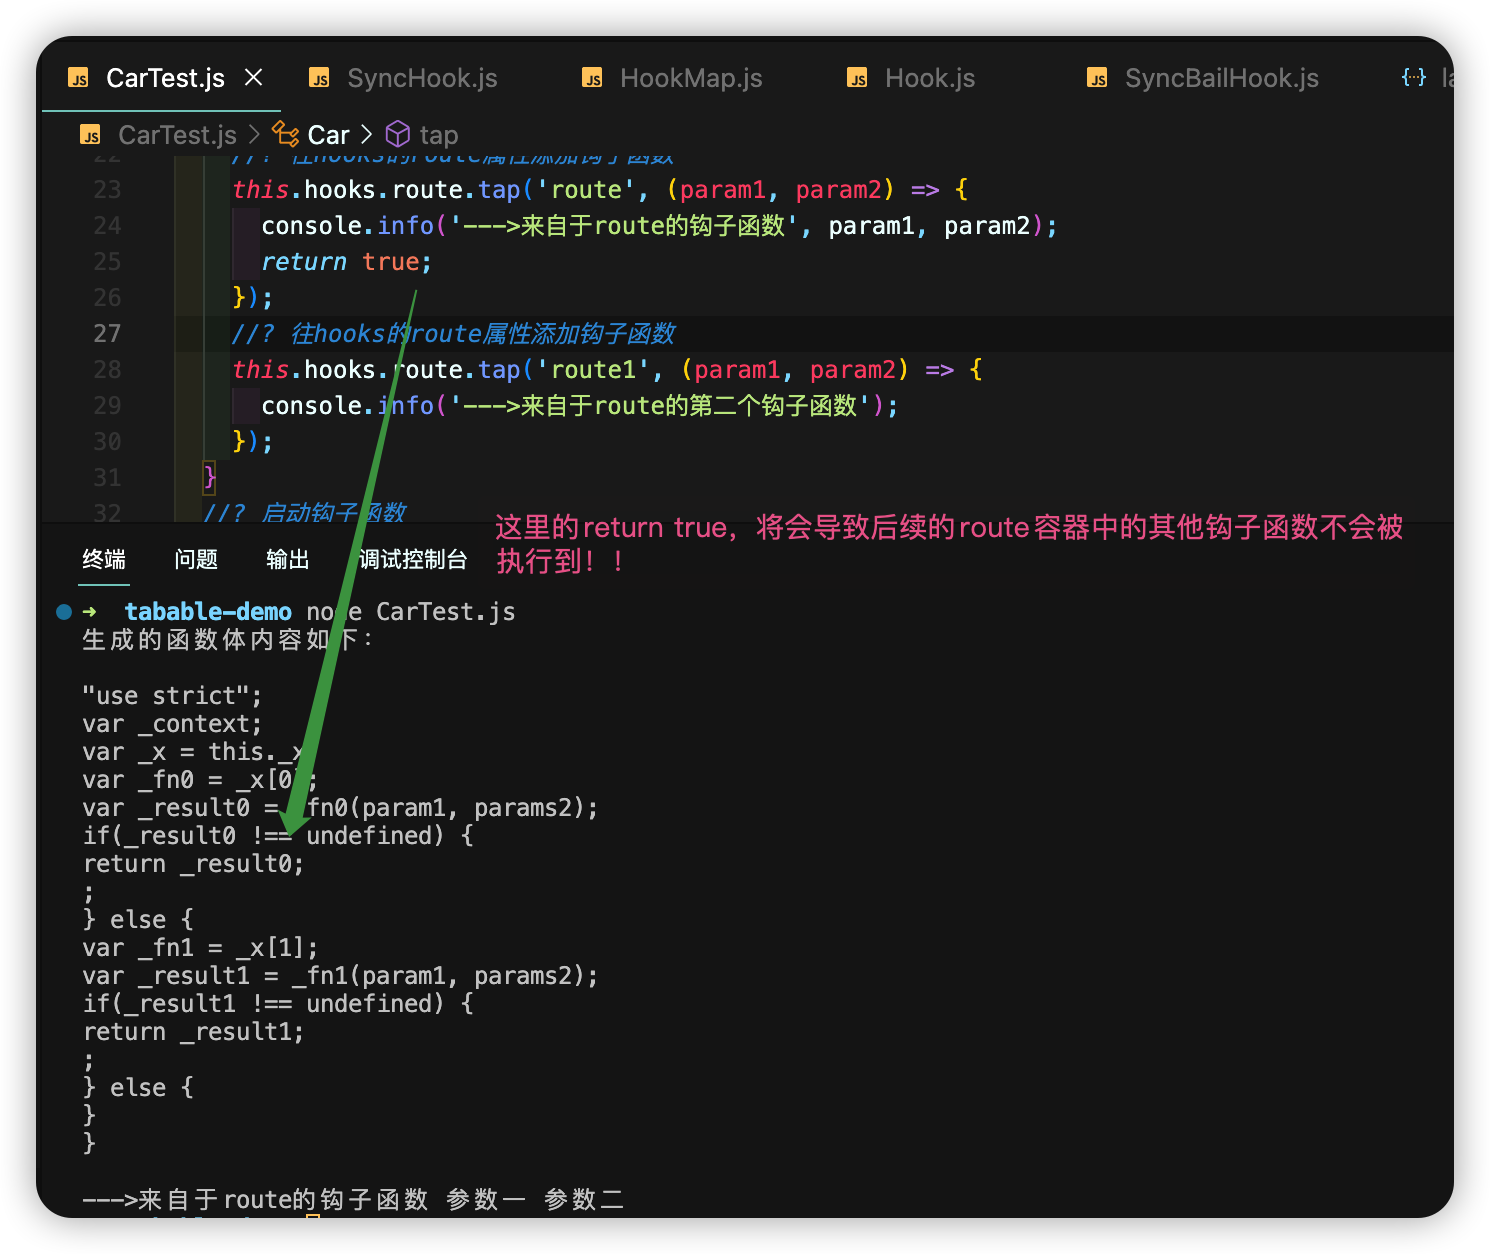 CarTest.js
SyncHook.js
HookMap.js
Hook.js
SyncBailHook.js
CarTest.js > Car > tap
22 //? 往hooks的route属性添加钩子函数
23 this.hooks.route.tap('route', (param1, param2) => {
24 console.info('--->来自于route的钩子函数', param1, param2);
25 return true;
26 });
27 //? 往hooks的route属性添加钩子函数
28 this.hooks.route.tap('route1', (param1, param2) => {
29 console.info('--->来自于route的第二个钩子函数');
30 });
31 }
32 //? 启动钩子函数
这里的return true，将会导致后续的route容器中的其他钩子函数不会被
执行到！！
终端 问题 输出 调试控制台
➜ tabable-demo node CarTest.js
生成的函数体内容如下：
"use strict";
var _context;
var _x = this._x
var _fn0 = _x[0];
var _result0 = _fn0(param1, params2);
if(_result0 !== undefined) {
return _result0;
;
} else {
var _fn1 = _x[1];
var _result1 = _fn1(param1, params2);
if(_result1 !== undefined) {
return _result1;
;
} else {
}
}
--->来自于route的钩子函数 参数一 参数二